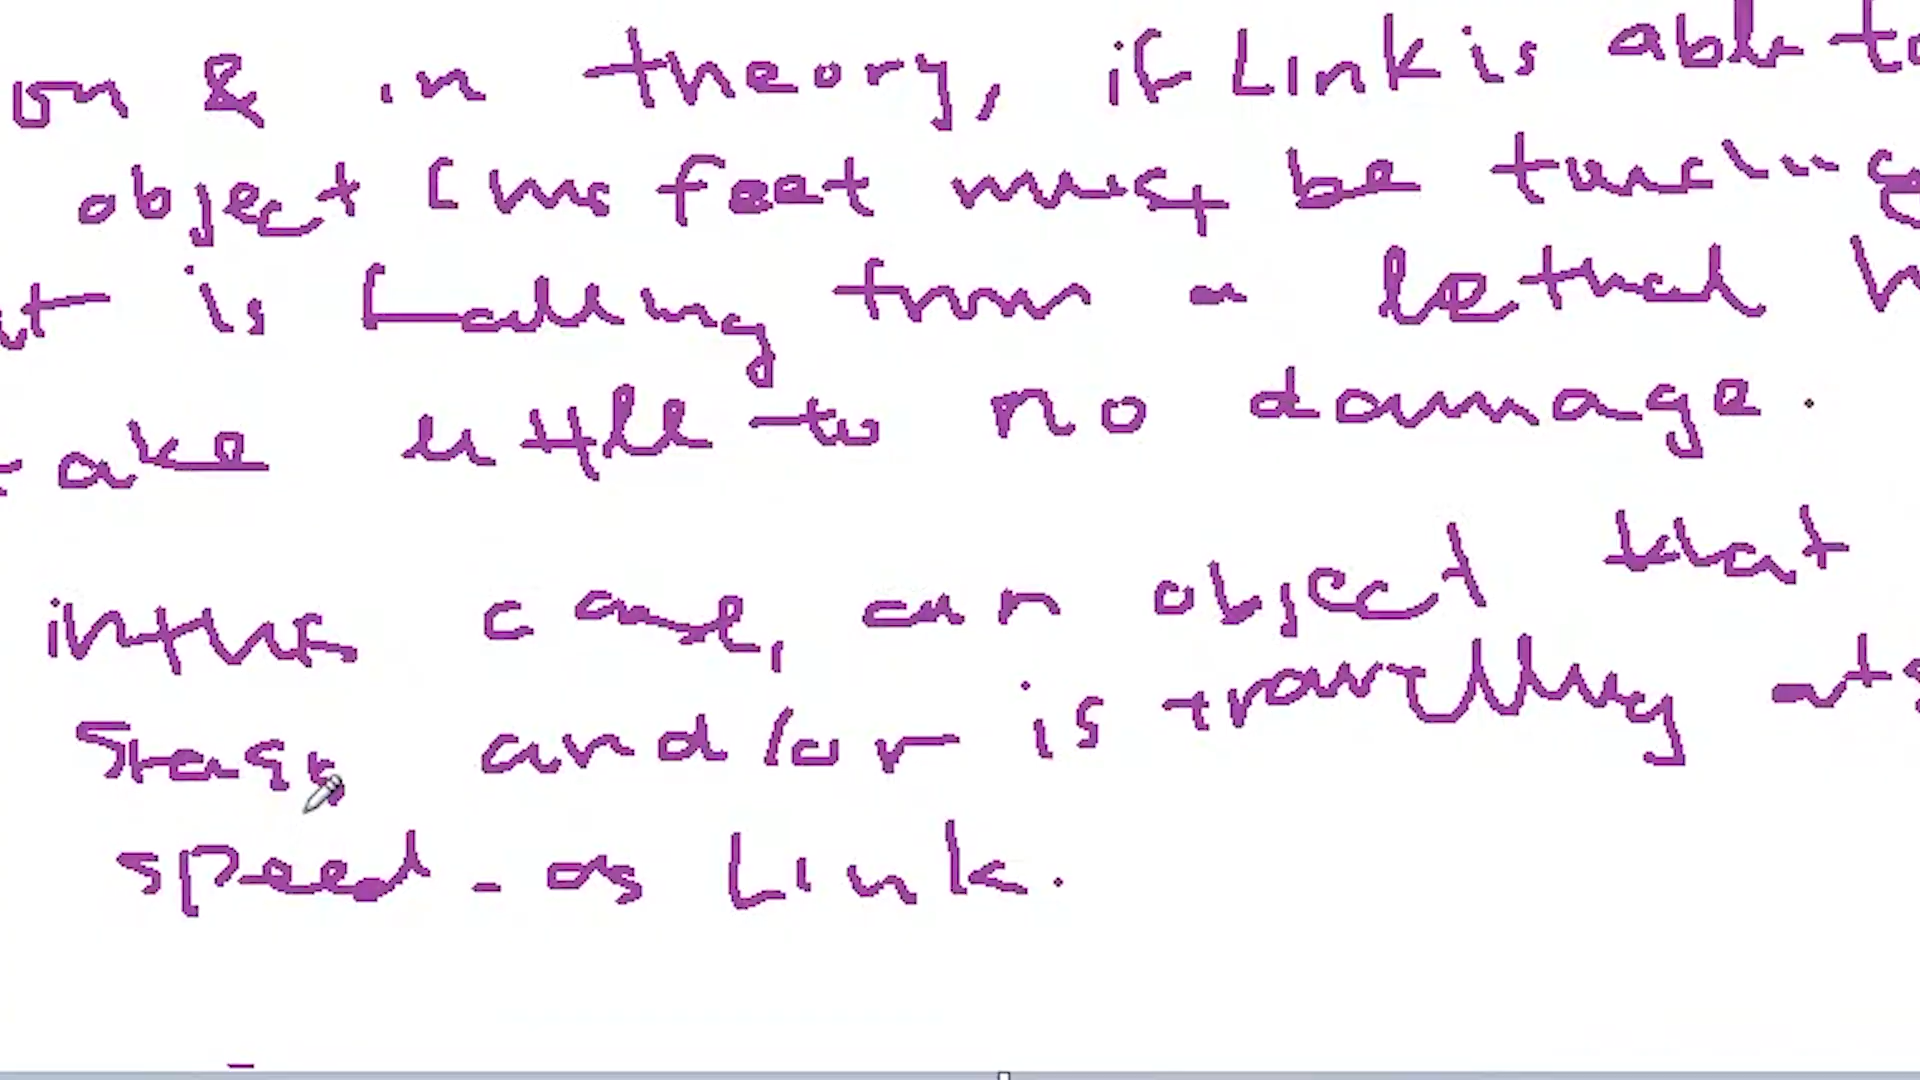 on & in theory, if Link is able to
object (his feet must be touching
is falling from a lethal h
take little to no damage.
in this case, an object that
and/or is travelling at
speed as Link.